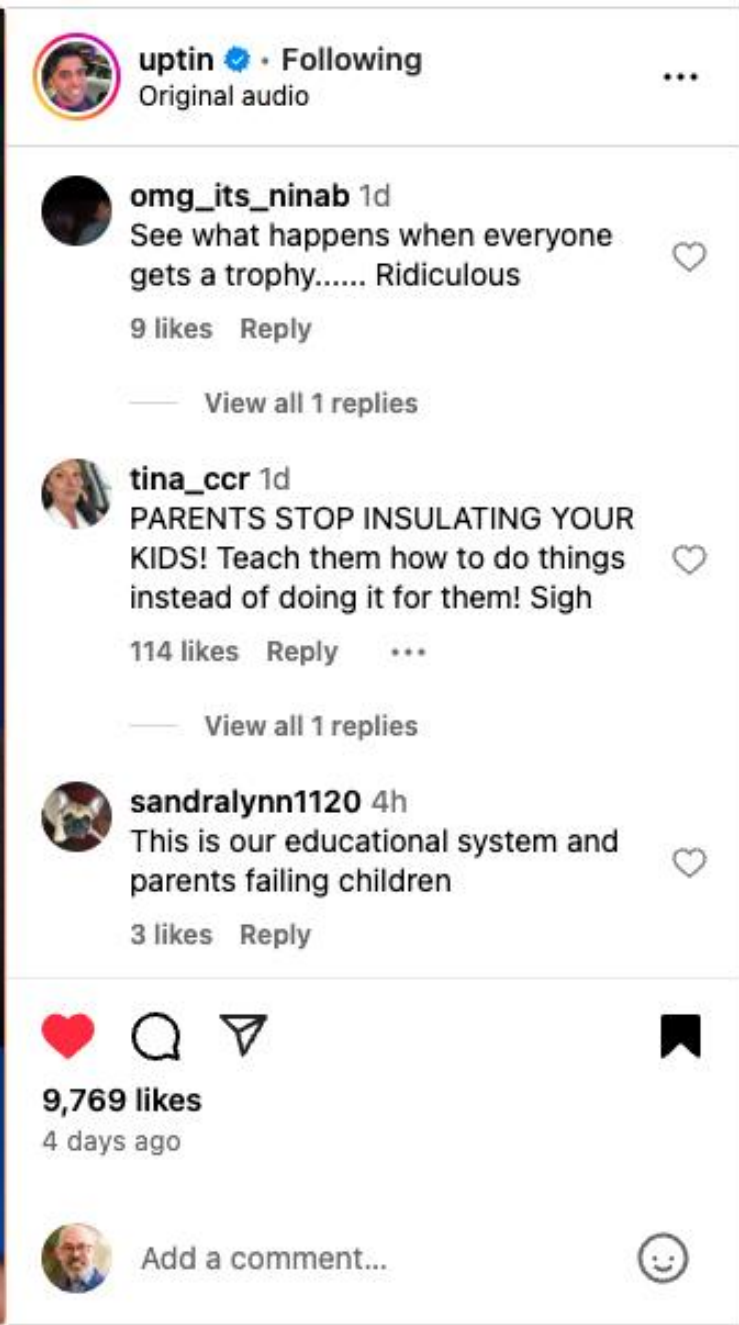 uptin • Following
Original audio
omg_its_ninab 1d
See what happens when everyone
gets a trophy...... Ridiculous
9 likes Reply
View all 1 replies
tina_ccr 1d
PARENTS STOP INSULATING YOUR
KIDS! Teach them how to do things
instead of doing it for them! Sigh
114 likes Reply
View all 1 replies
sandralynn1120 4h
This is our educational system and
parents failing children
3 likes Reply
9,769 likes
4 days ago
Add a comment...